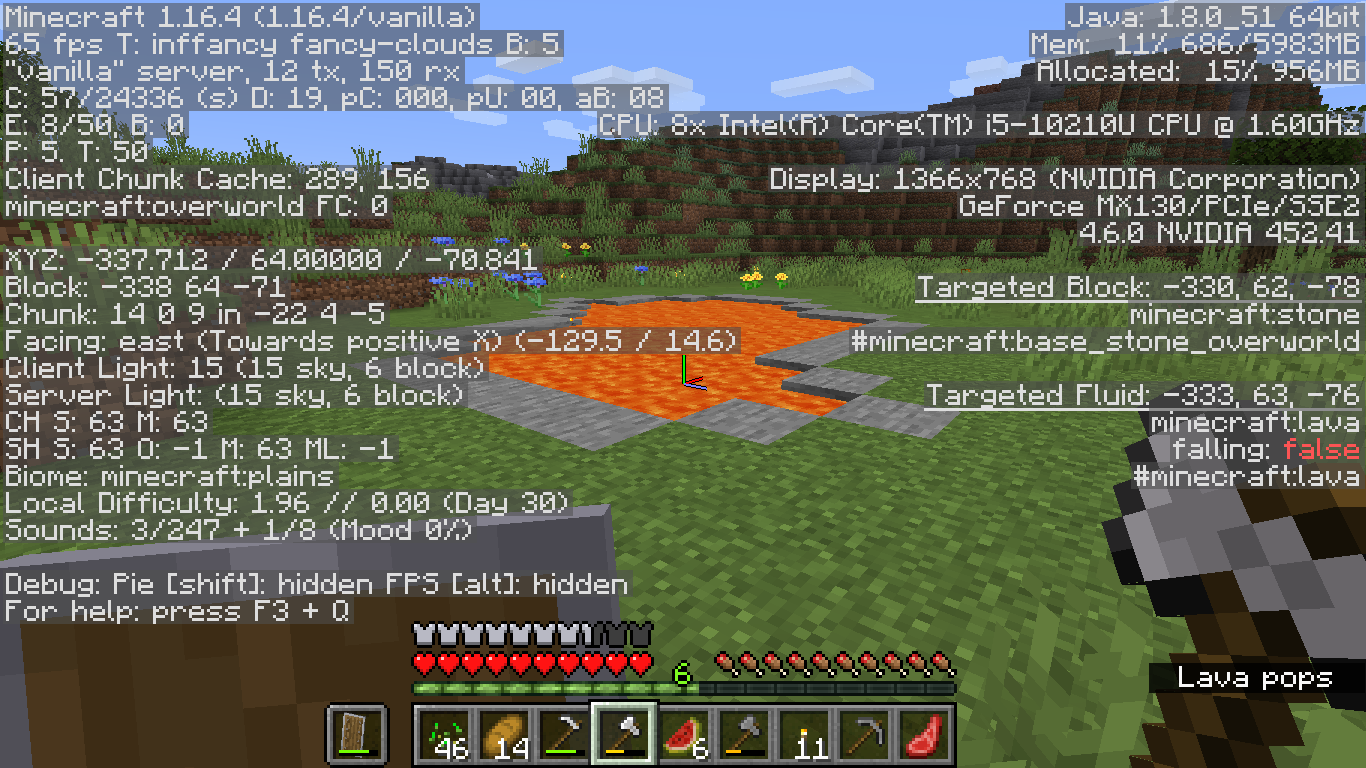 Minecraft 1.16.4 (1.16.4/vanilla)
65 fps T: inffancy fancy-clouds B: 5
"vanilla" server, 12 tx, 150 rx
C: 57/24336 (s) D: 19, pC: 000, pU: 00, aB: 08
E: 8/50, B: 0
P: 5. T: 50
Client Chunk Cache: 289, 156
minecraft:overworld FC: 0
XYZ: -337.712 / 64.00000 / -70.841
Block: -338 64 -71
Chunk: 14 0 9 in -22 4 -5
Facing: east (Towards positive X) (-129.5 / 14.6)
Client Light: 15 (15 sky, 6 block)
Server Light: (15 sky, 6 block)
CH S: 63 M: 63
SH S: 63 O: -1 M: 63 ML: -1
Biome: minecraft:plains
Local Difficulty: 1.96 // 0.00 (Day 30)
Sounds: 3/247 + 1/8 (Mood 0%)
Debug: Pie [shift]: hidden FPS [alt]: hidden
For help: press F3 + Q
Java: 1.8.0_51 64bit
Mem: 11% 686/5983MB
Allocated: 15% 956MB
CPU: 8x Intel(R) Core(TM) i5-10210U CPU @ 1.60GHz
Display: 1366x768 (NVIDIA Corporation)
GeForce MX130/PCIe/SSE2
4.6.0 NVIDIA 452.41
Targeted Block: -330, 62, -78
minecraft:stone
#minecraft:base_stone_overworld
Targeted Fluid: -333, 63, -76
minecraft:lava
falling: false
#minecraft:lava
Lava pops
6
46 14 6 11